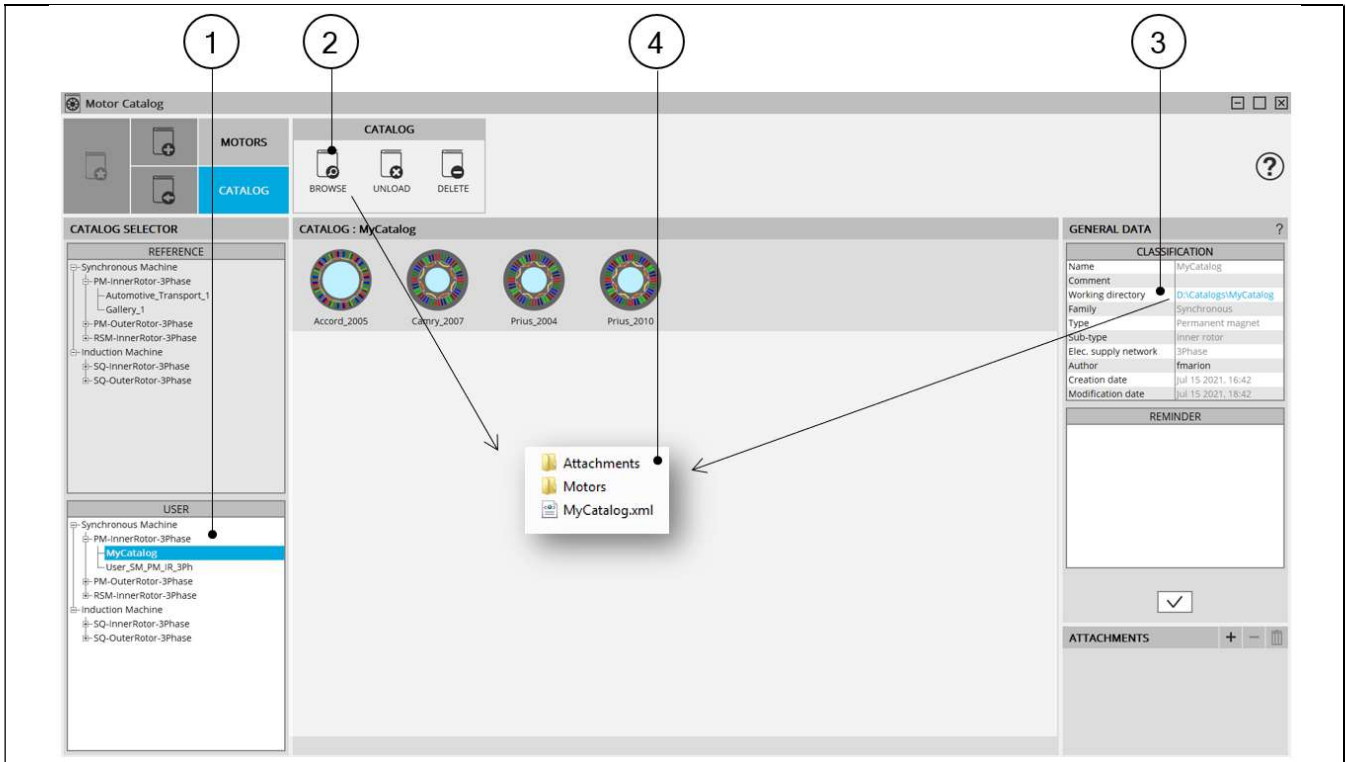 1
2
4
3
Motor Catalog
MOTORS
CATALOG
CATALOG
BROWSE
UNLOAD
DELETE
?
CATALOG SELECTOR
REFERENCE
Synchronous Machine
PM-InnerRotor-3Phase
Automotive_Transport_1
Gallery_1
PM-OuterRotor-3Phase
RSM-InnerRotor-3Phase
Induction Machine
SQ-InnerRotor-3Phase
SQ-OuterRotor-3Phase
USER
Synchronous Machine
PM-InnerRotor-3Phase
MyCatalog
User_SM_PM_IR_3Ph
PM-OuterRotor-3Phase
RSM-InnerRotor-3Phase
Induction Machine
SQ-InnerRotor-3Phase
SQ-OuterRotor-3Phase
CATALOG : MyCatalog
Accord_2005
Camry_2007
Prius_2004
Prius_2010
Attachments
Motors
MyCatalog.xml
GENERAL DATA ?
CLASSIFICATION
Name MyCatalog
Comment
Working directory D:\Catalogs\MyCatalog
Family Synchronous
Type Permanent magnet
Sub-type Inner rotor
Elec. supply network 3Phase
Author fmarion
Creation date Jul 15 2021, 16:42
Modification date Jul 15 2021, 18:42
REMINDER
ATTACHMENTS